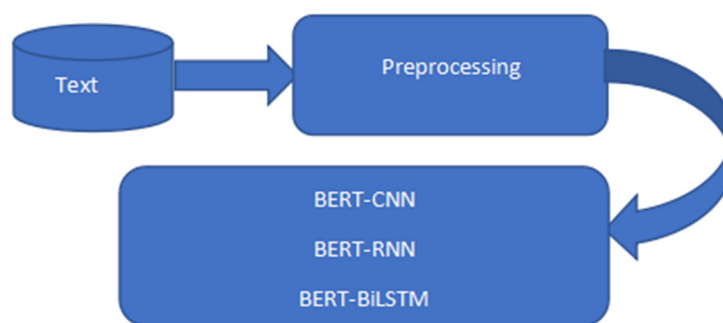 Text
Preprocessing
BERT-CNN
BERT-RNN
BERT-BiLSTM